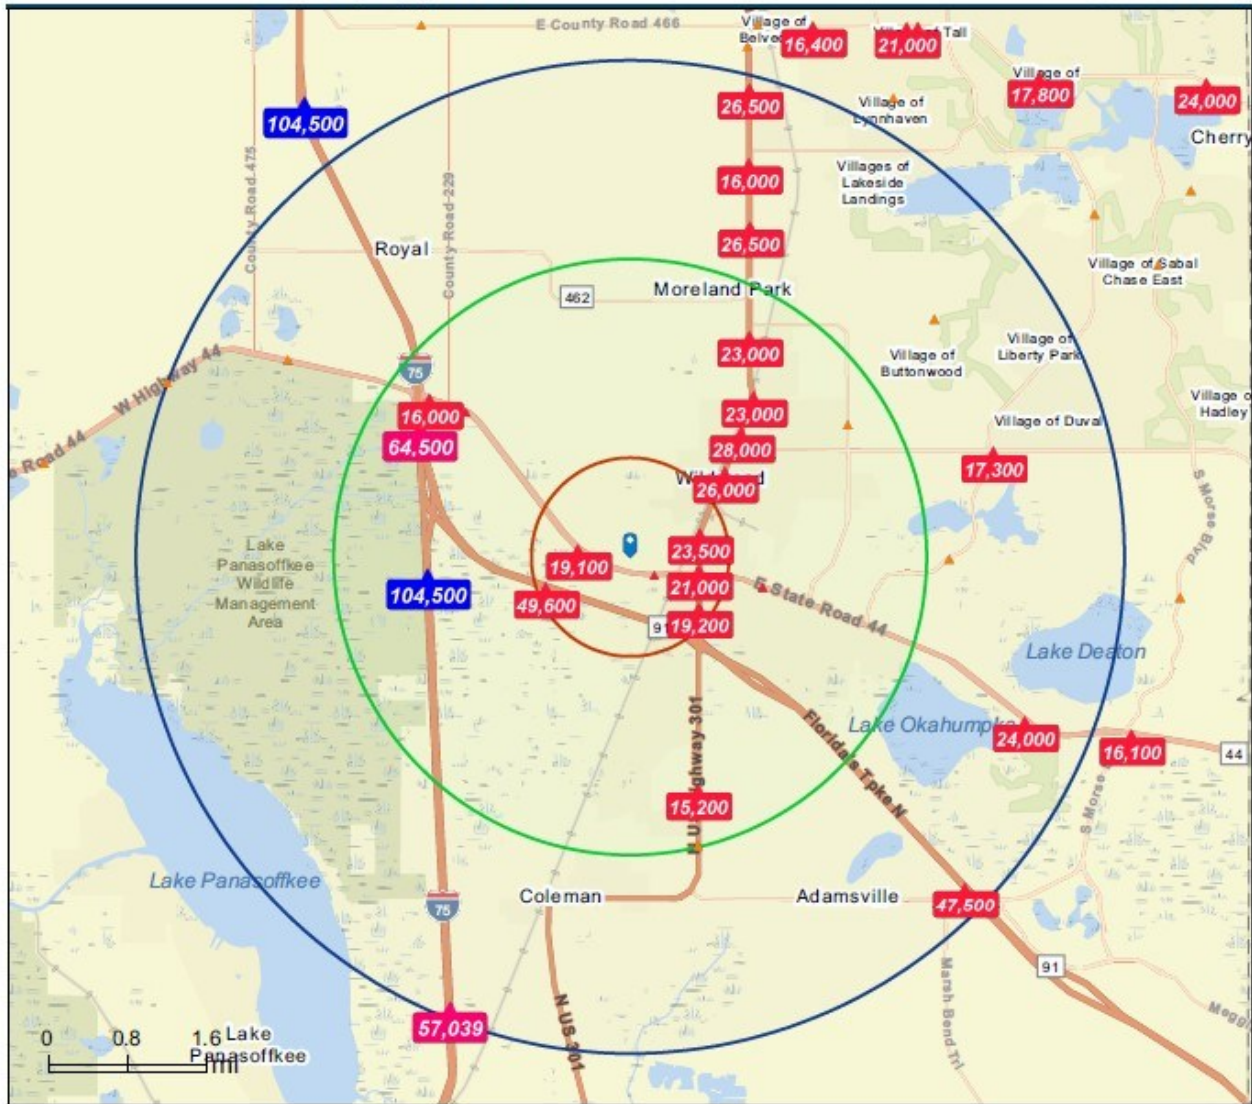 E County Road 466
Village of
Belve
16,400
21,000
Tall
Village of
17,800
24,000
Cherry
104,500
26,500
Village of
Lynnhaven
County Road 475
County Road 229
16,000
Villages of
Lakeside
Landings
Royal
26,500
Village of Sabal
Chase East
462
Moreland Park
W Highway 44
75
23,000
Village of
Buttonwood
Village of
Liberty Park
Village of
Hadley
e Road 44
16,000
23,000
Village of Duval
64,500
28,000
17,300
26,000
S Morse Blvd
Lake
Panasoffkee
Wildlife
Management
Area
19,100
23,500
104,500
49,600
21,000
E State Road 44
91
19,200
Lake Deaton
Lake Okahumpka
24,000
16,100
44
Florida's Tpke N
N US Highway 301
15,200
S Morse
Lake Panasoffkee
75
Coleman
Adamsville
47,500
91
N US 301
Marsh Bend Trl
57,039
0 0.8 1.6
mi
Lake
Panasoffkee